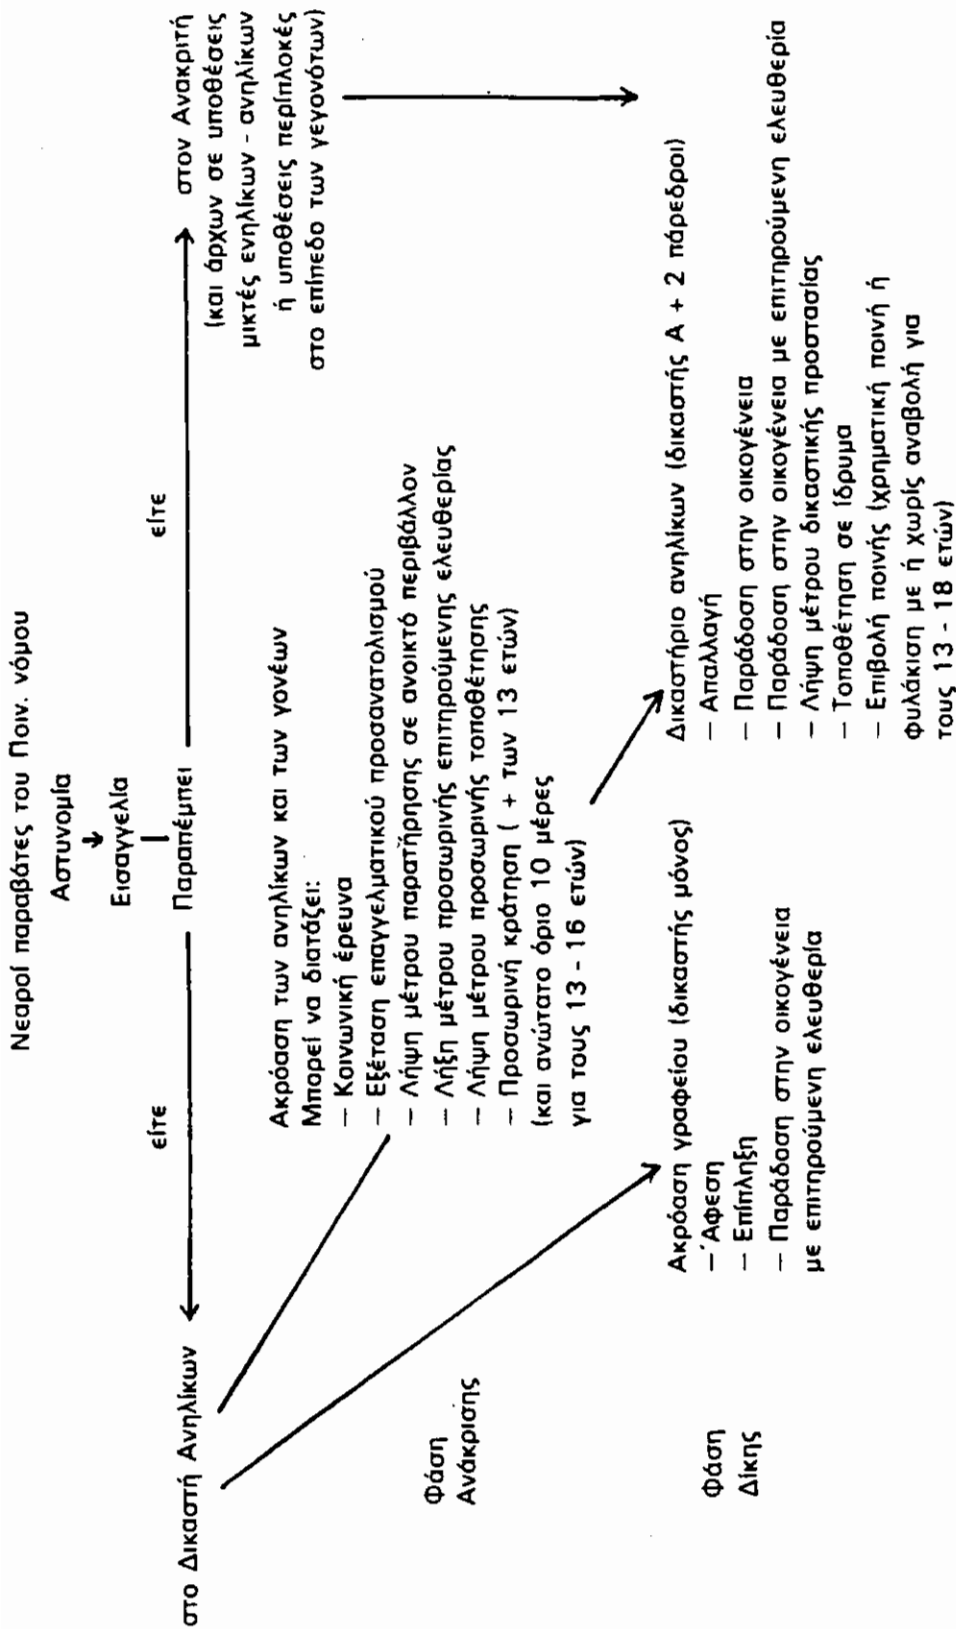 Νεαροί παραβάτες του Ποιν. νόμου
Αστυνομία
Εισαγγελία
Παραπέμπει
είτε
είτε
στο Δικαστή Ανηλίκων
στον Ανακριτή
(και άρχων σε υποθέσεις
μικτές ενηλίκων - ανηλίκων
ή υποθέσεις περίπλοκές
στο επίπεδο των γεγονότων)
Φάση
Ανάκρισης
Ακρόαση των ανηλίκων και των γονέων
Μπορεί να διατάζει:
– Κοινωνική έρευνα
– Εξέταση επαγγελματικού προσανατολισμού
– Λήψη μέτρου παρατήρησης σε ανοικτό περιβάλλον
– Λήξη μέτρου προσωρινής επιτηρούμενης ελευθερίας
– Λήψη μέτρου προσωρινής τοποθέτησης
– Προσωρινή κράτηση ( + των 13 ετών)
(και ανώτατο όριο 10 μέρες
για τους 13 - 16 ετών)
Φάση
Δίκης
Ακρόαση γραφείου (δικαστής μόνος)
– Άφεση
– Επίπληξη
– Παράδοση στην οικογένεια
με επιτηρούμενη ελευθερία
Δικαστήριο ανηλίκων (δικαστής Α + 2 πάρεδροι)
– Απαλλαγή
– Παράδοση στην οικογένεια
– Παράδοση στην οικογένεια με επιτηρούμενη ελευθερία
– Λήψη μέτρου δικαστικής προστασίας
– Τοποθέτηση σε ίδρυμα
– Επιβολή ποινής (χρηματική ποινή ή
φυλάκιση με ή χωρίς αναβολή για
τους 13 - 18 ετών)